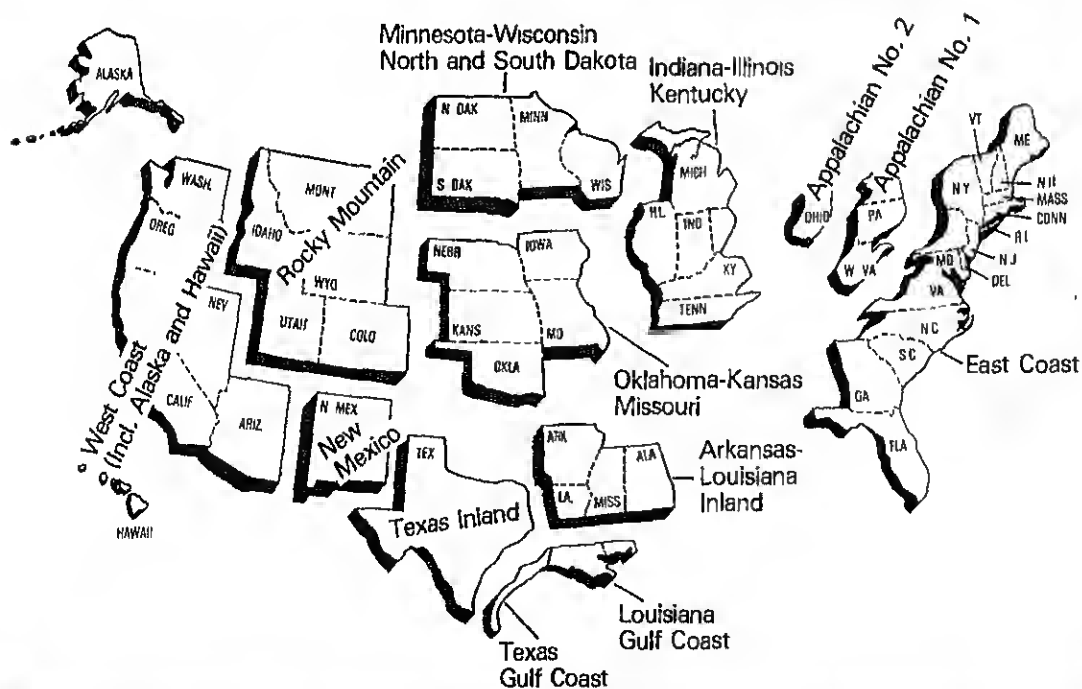 Minnesota-Wisconsin
North and South Dakota
Indiana-Illinois
Kentucky
Appalachian No. 2
Appalachian No. 1
ALASKA
WASH.
OREG
NEV
CALIF
ARIZ.
West Coast
(Incl. Alaska and Hawaii)
HAWAII
MONT
IDAHO
WYO
UTAH
COLO
Rocky Mountain
N MEX
New
Mexico
N DAK
MINN
S DAK
WIS
NEBR
IOWA
KANS
MO
OKLA
Oklahoma-Kansas
Missouri
MICH
ILL
IND
KY
TENN
OHIO
PA
W VA
VT
ME
NY
NH
MASS
CONN
RI
NJ
MD
DEL
VA
NC
SC
GA
FLA
East Coast
TEX
Texas Inland
ARK
ALA
LA.
MISS
Arkansas-
Louisiana
Inland
Louisiana
Gulf Coast
Texas
Gulf Coast